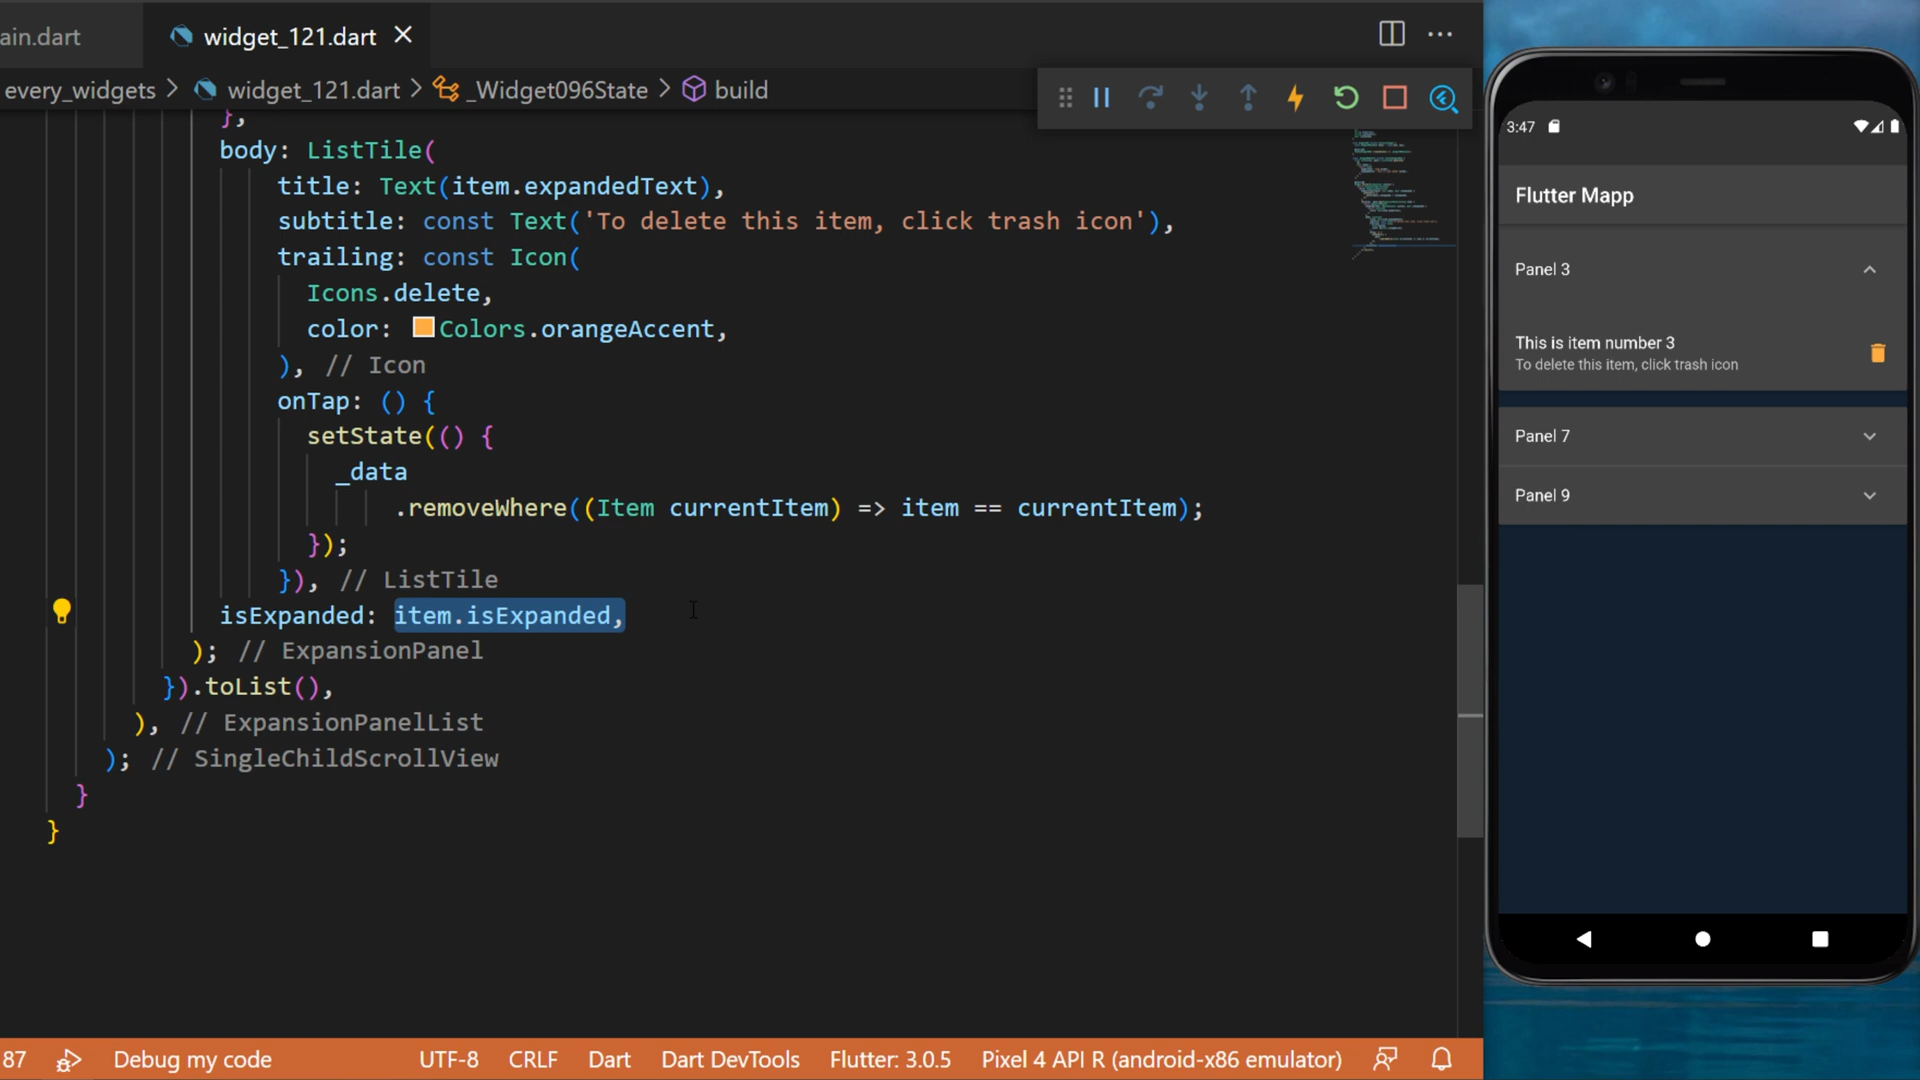 ain.dart
widget_121.dart
every_widgets > widget_121.dart > _Widget096State > build
},
body: ListTile(
title: Text(item.expandedText),
subtitle: const Text('To delete this item, click trash icon'),
trailing: const Icon(
Icons.delete,
color: Colors.orangeAccent,
), // Icon
onTap: () {
setState(() {
_data
.removeWhere((Item currentItem) => item == currentItem);
});
}), // ListTile
isExpanded: item.isExpanded,
); // ExpansionPanel
}).toList(),
), // ExpansionPanelList
); // SingleChildScrollView
}
}
87 Debug my code UTF-8 CRLF Dart Dart DevTools Flutter: 3.0.5 Pixel 4 API R (android-x86 emulator)
3:47
Flutter Mapp
Panel 3
This is item number 3
To delete this item, click trash icon
Panel 7
Panel 9